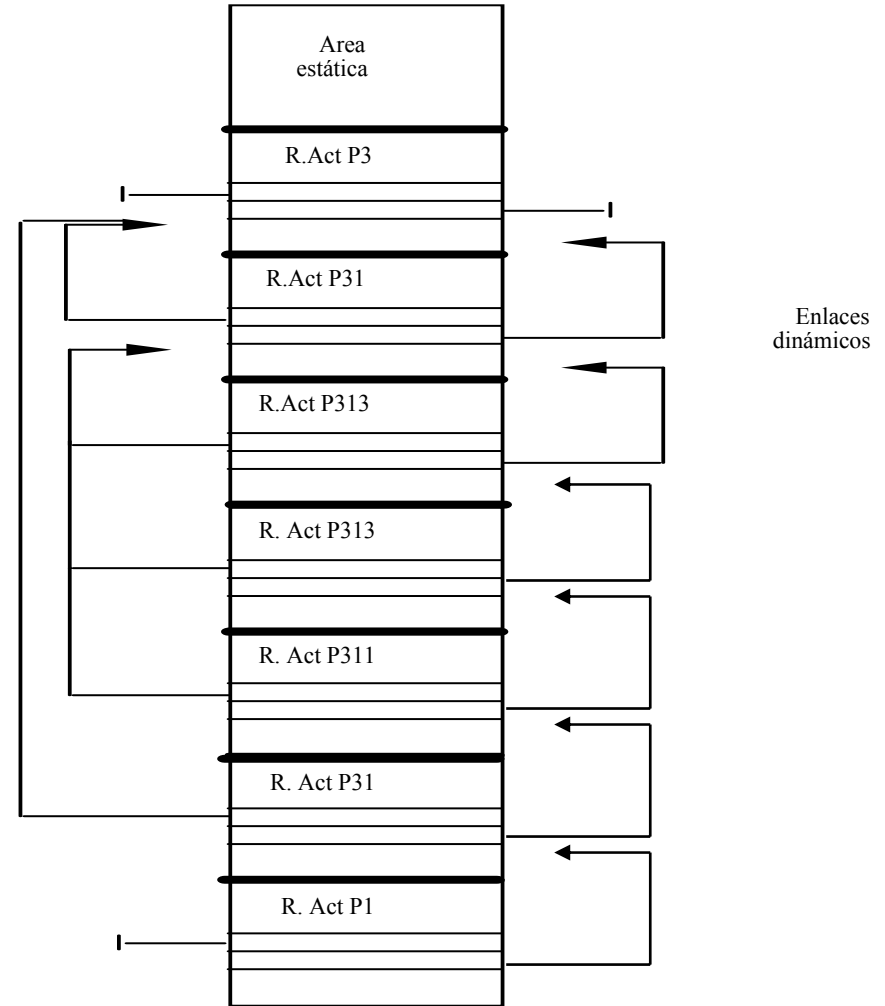 Area
estática
R.Act P3
R.Act P31
Enlaces
dinámicos
R.Act P313
R. Act P313
R. Act P311
R. Act P31
R. Act P1